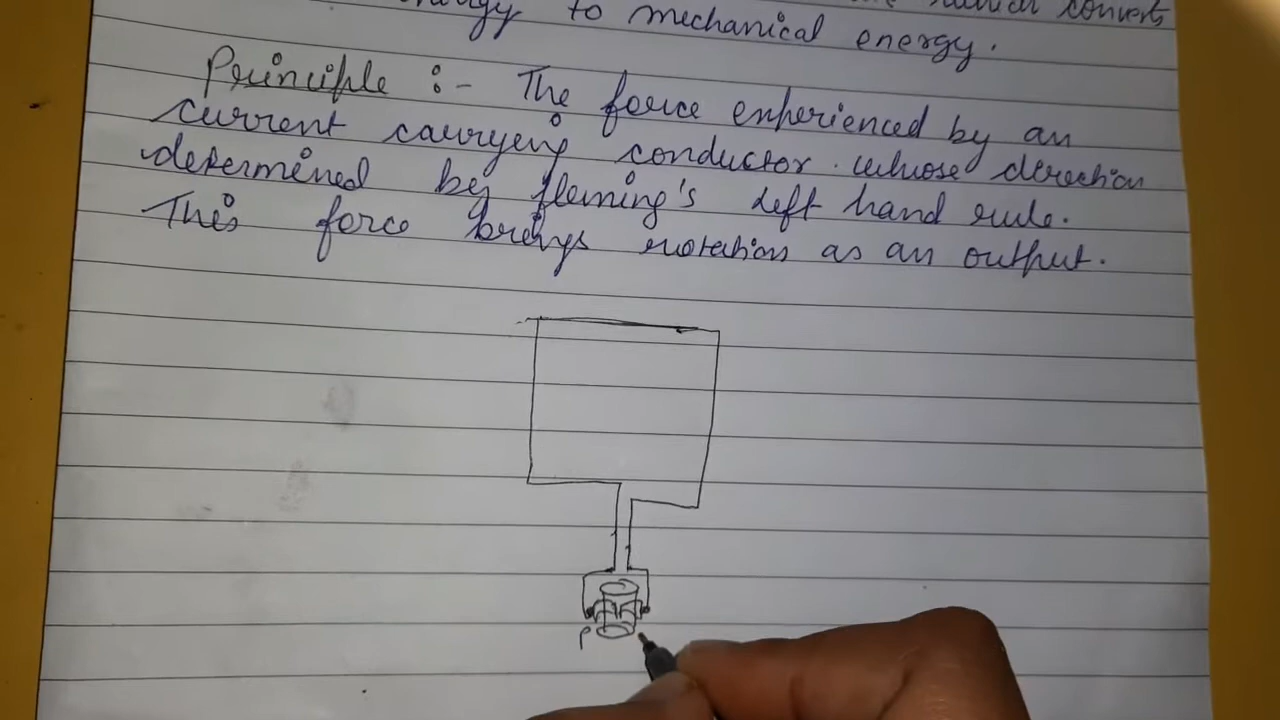 converts
to mechanical energy.
Principle :- The force experienced by an
current carrying conductor. whose direction
determined by fleming's left hand rule.
This force brings rotation as an output.
P